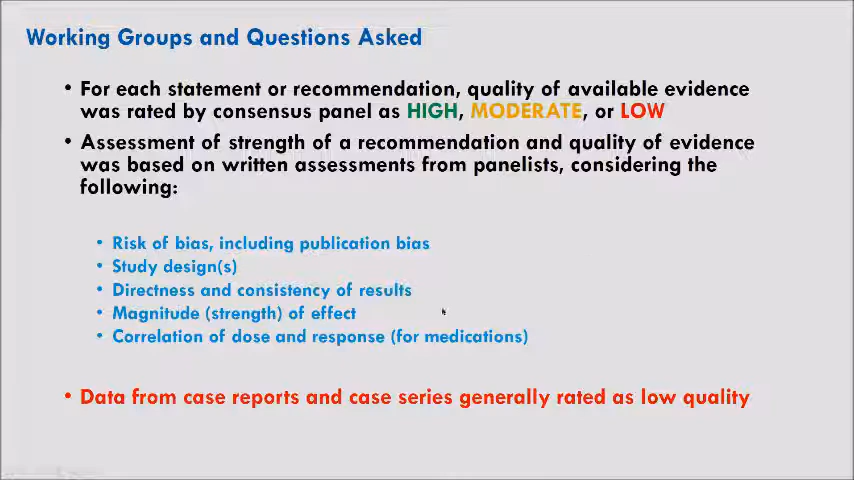 Working Groups and Questions Asked
• For each statement or recommendation, quality of available evidence
was rated by consensus panel as HIGH, MODERATE, or LOW
• Assessment of strength of a recommendation and quality of evidence
was based on written assessments from panelists, considering the
following:
• Risk of bias, including publication bias
• Study design(s)
• Directness and consistency of results
• Magnitude (strength) of effect
• Correlation of dose and response (for medications)
• Data from case reports and case series generally rated as low quality